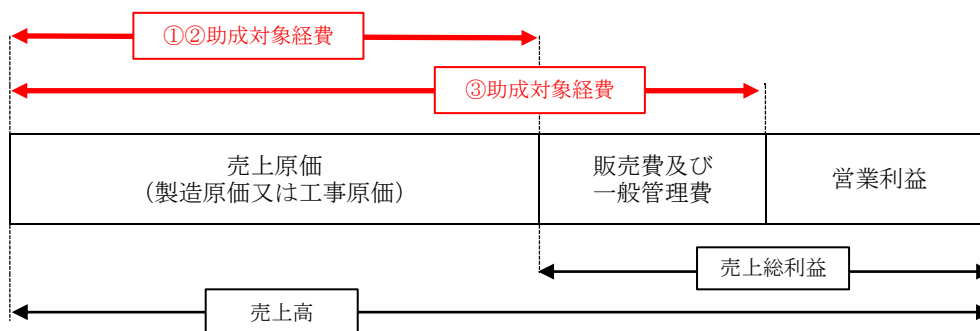 ①②助成対象経費
③助成対象経費
売上原価
（製造原価又は工事原価）
販売費及び
一般管理費
営業利益
売上総利益
売上高